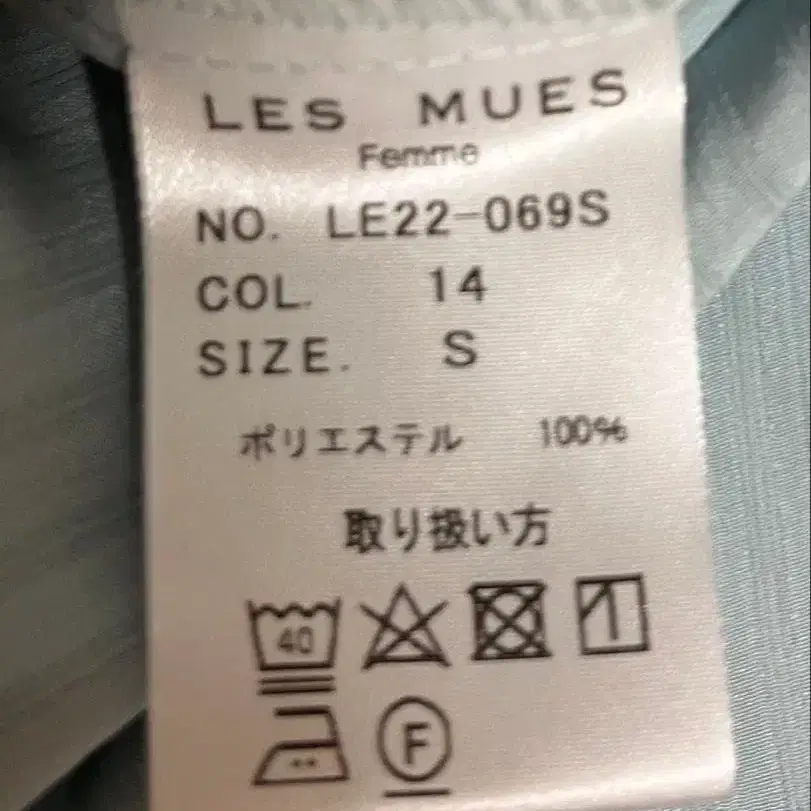 LES MUES
Femme
NO. LE22-069S
COL. 14
SIZE. S
ポリエステル 100%
取り扱い方
40
F